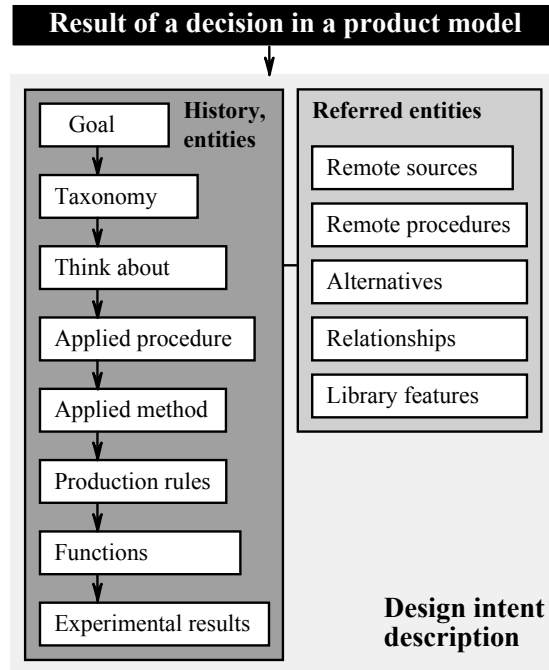 Result of a decision in a product model
History,
entities
Goal
Taxonomy
Think about
Applied procedure
Applied method
Production rules
Functions
Experimental results
Referred entities
Remote sources
Remote procedures
Alternatives
Relationships
Library features
Design intent
description